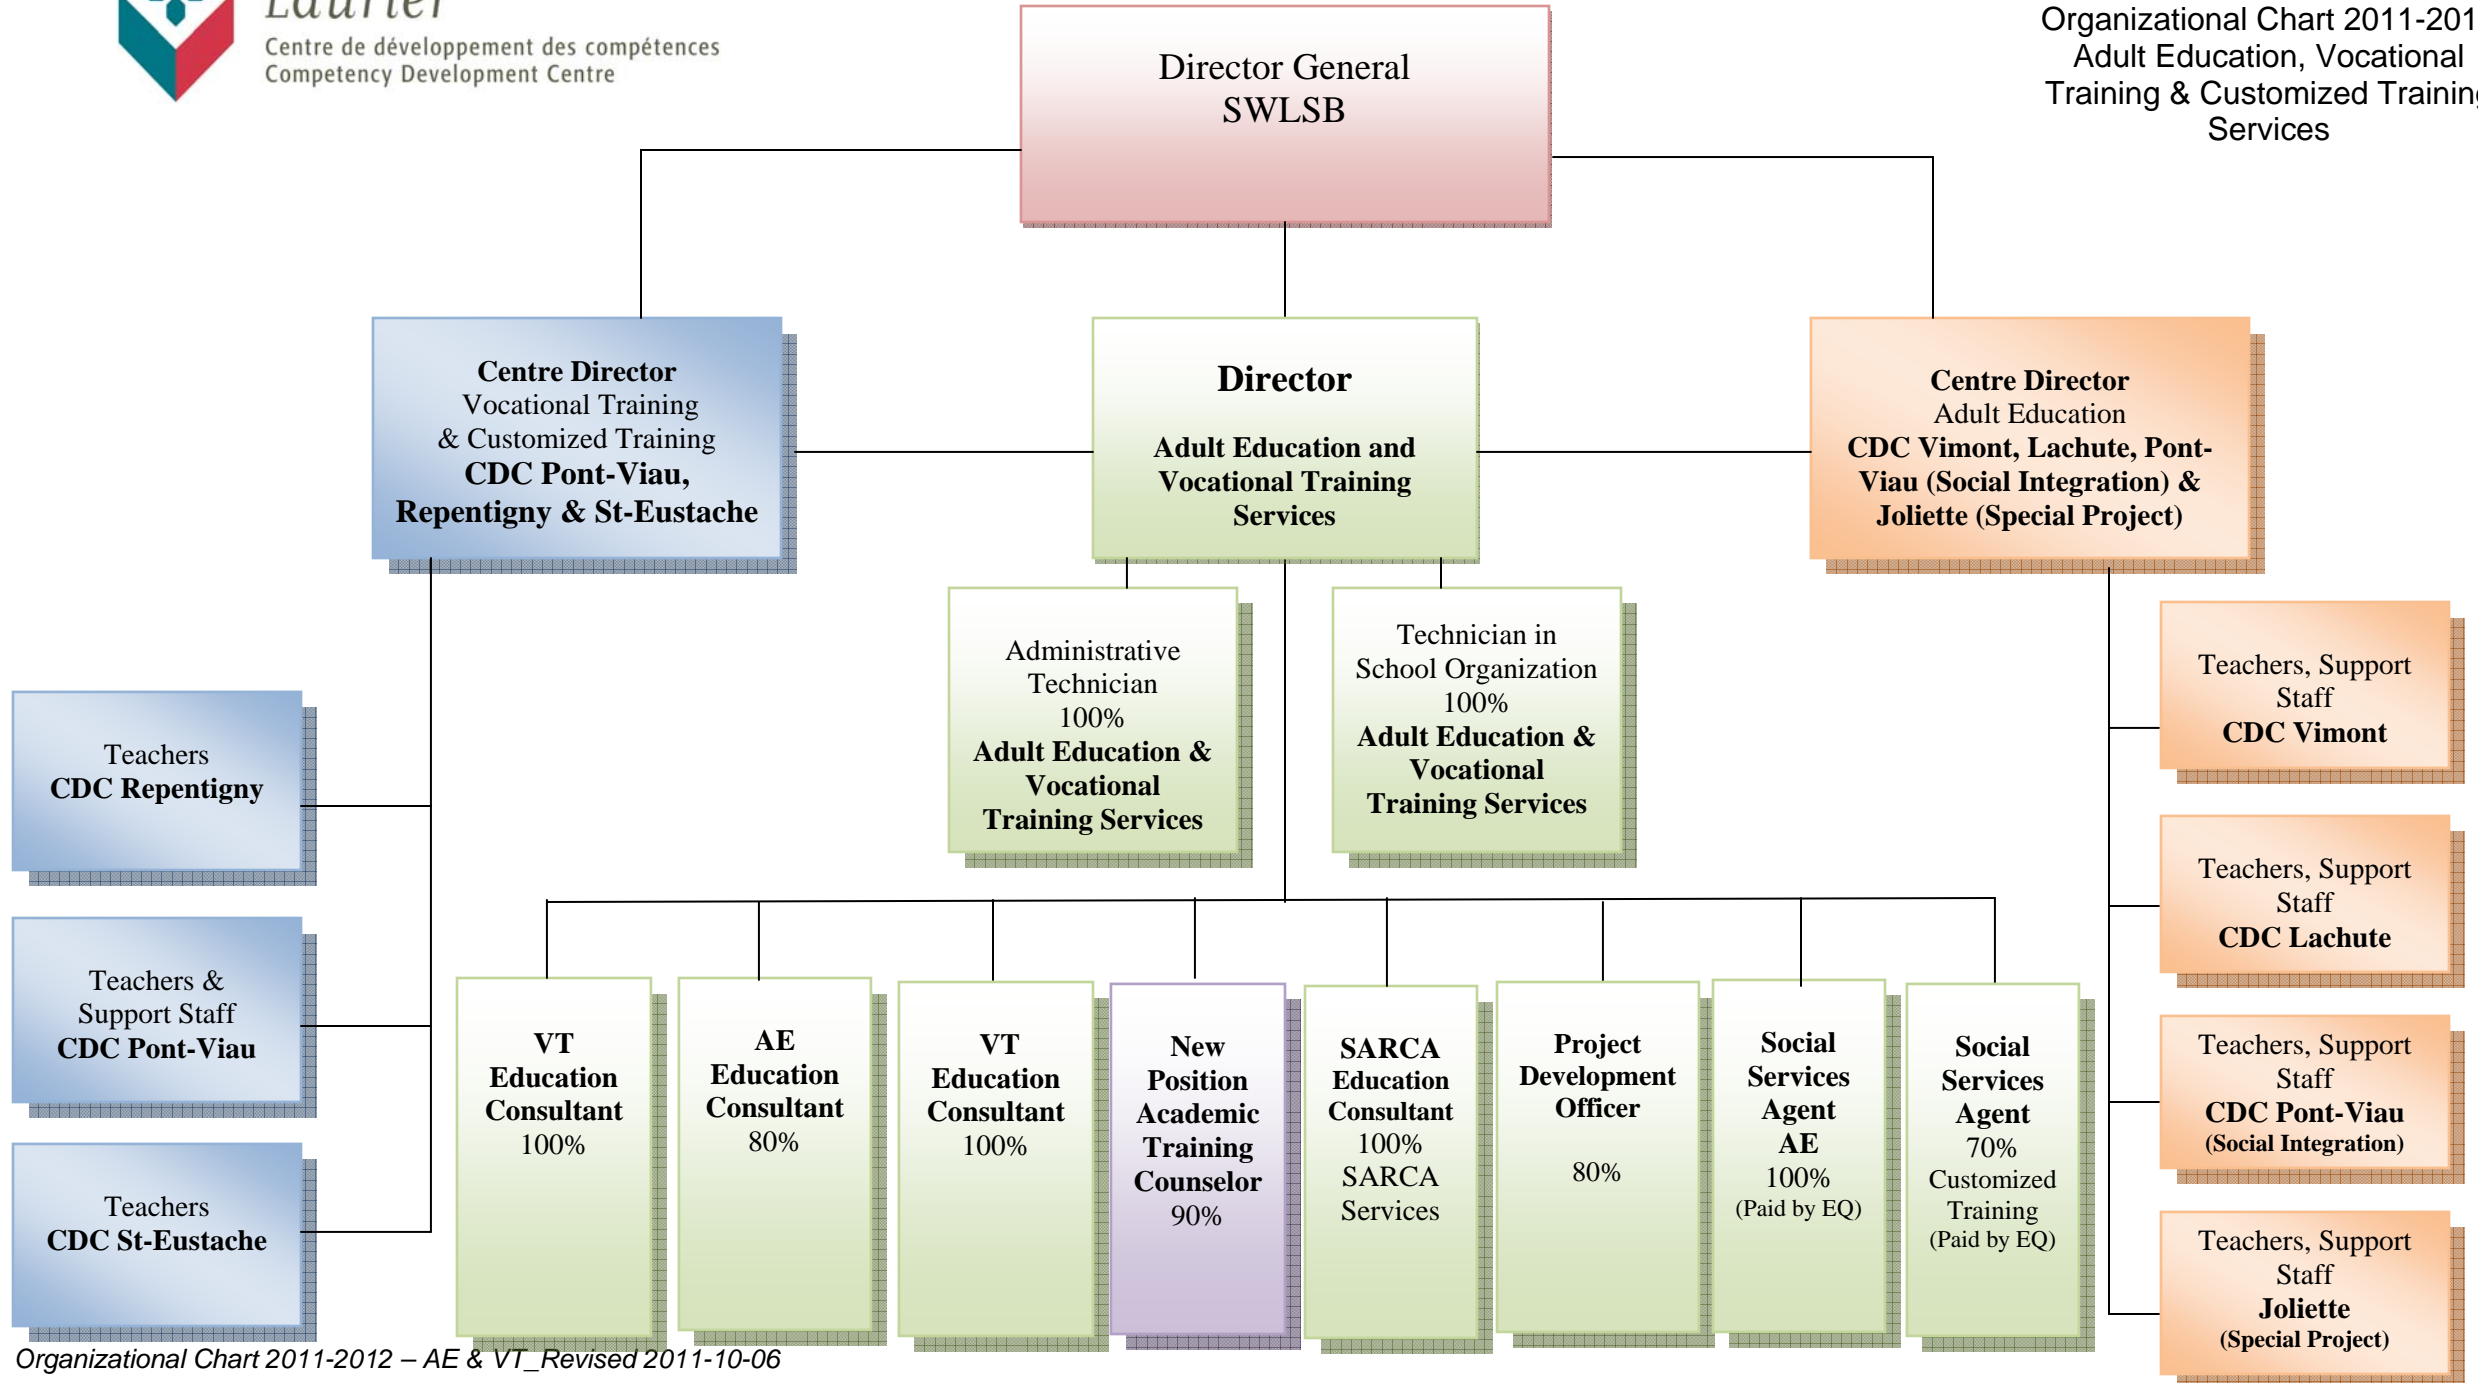 Laurier
Centre de développement des compétences
Competency Development Centre
Organizational Chart 2011-201
Adult Education, Vocational
Training & Customized Training
Services
Director General
SWLSB
Centre Director
Vocational Training
& Customized Training
CDC Pont-Viau,
Repentigny & St-Eustache
Director
Adult Education and
Vocational Training
Services
Centre Director
Adult Education
CDC Vimont, Lachute, Pont-
Viau (Social Integration) &
Joliette (Special Project)
Administrative
Technician
100%
Adult Education &
Vocational
Training Services
Technician in
School Organization
100%
Adult Education &
Vocational
Training Services
Teachers
CDC Repentigny
Teachers &
Support Staff
CDC Pont-Viau
Teachers
CDC St-Eustache
VT
Education
Consultant
100%
AE
Education
Consultant
80%
VT
Education
Consultant
100%
New
Position
Academic
Training
Counselor
90%
SARCA
Education
Consultant
100%
SARCA
Services
Project
Development
Officer
80%
Social
Services
Agent
AE
100%
(Paid by EQ)
Social
Services
Agent
70%
Customized
Training
(Paid by EQ)
Teachers, Support
Staff
CDC Vimont
Teachers, Support
Staff
CDC Lachute
Teachers, Support
Staff
CDC Pont-Viau
(Social Integration)
Teachers, Support
Staff
Joliette
(Special Project)
Organizational Chart 2011-2012 – AE & VT_Revised 2011-10-06